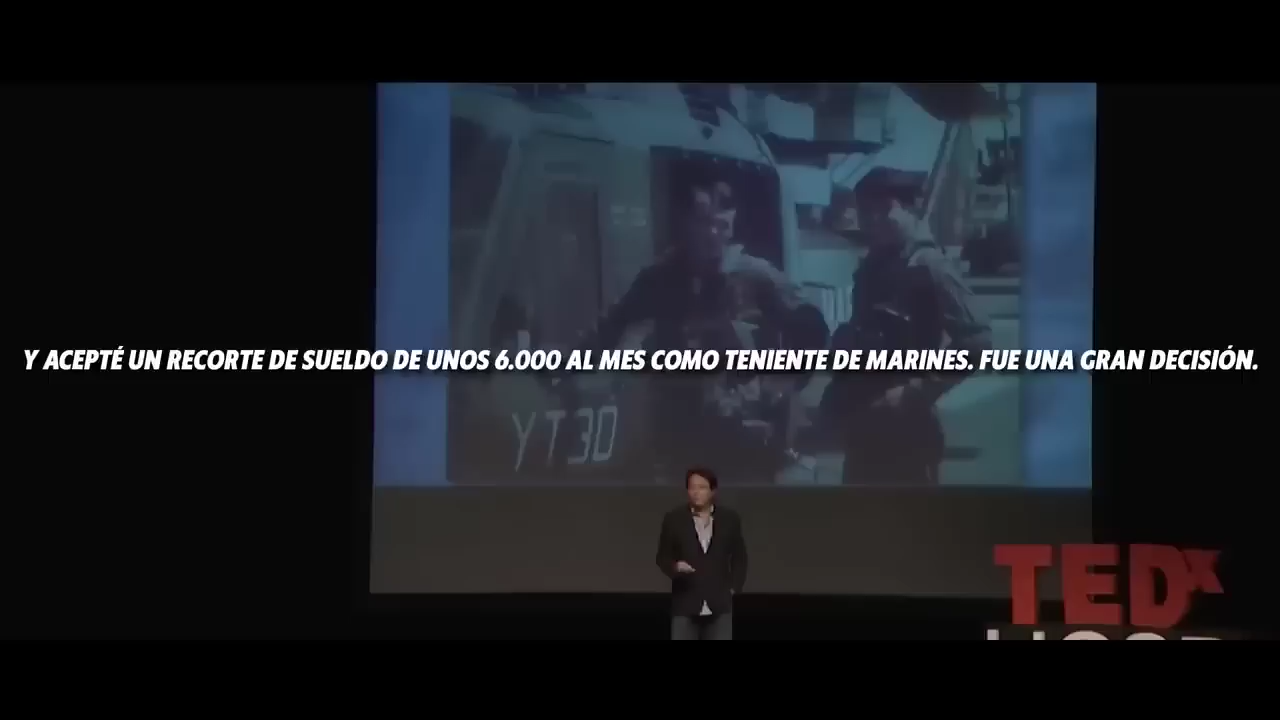 Y ACEPTÉ UN RECORTE DE SUELDO DE UNOS 6.000 AL MES COMO TENIENTE DE MARINES. FUE UNA GRAN DECISIÓN.
YT30
TEDx